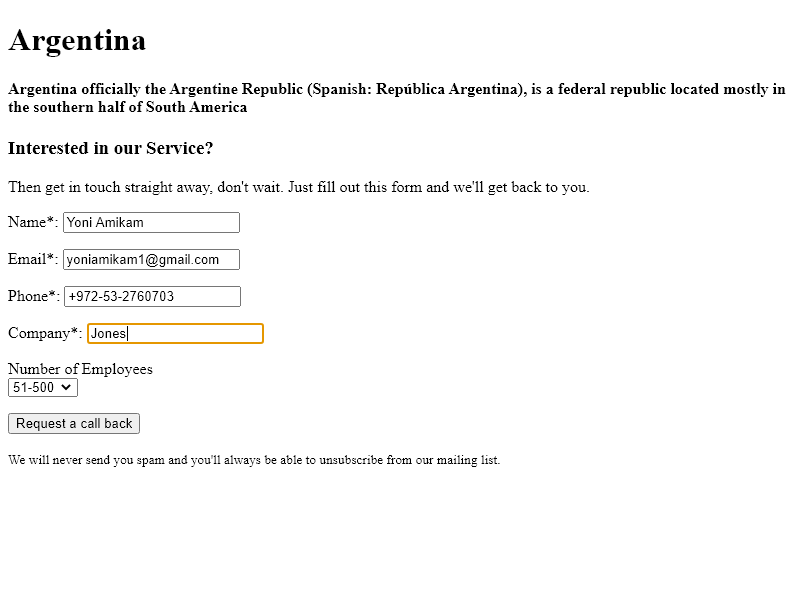 Argentina
Argentina officially the Argentine Republic (Spanish: República Argentina), is a federal republic located mostly in
the southern half of South America
Interested in our Service?
Then get in touch straight away, don't wait. Just fill out this form and we'll get back to you.
Name*: Yoni Amikam
Email*: yoniamikam1@gmail.com
Phone*: +972-53-2760703
Company*: Jones
Number of Employees
51-500
Request a call back
We will never send you spam and you'll always be able to unsubscribe from our mailing list.